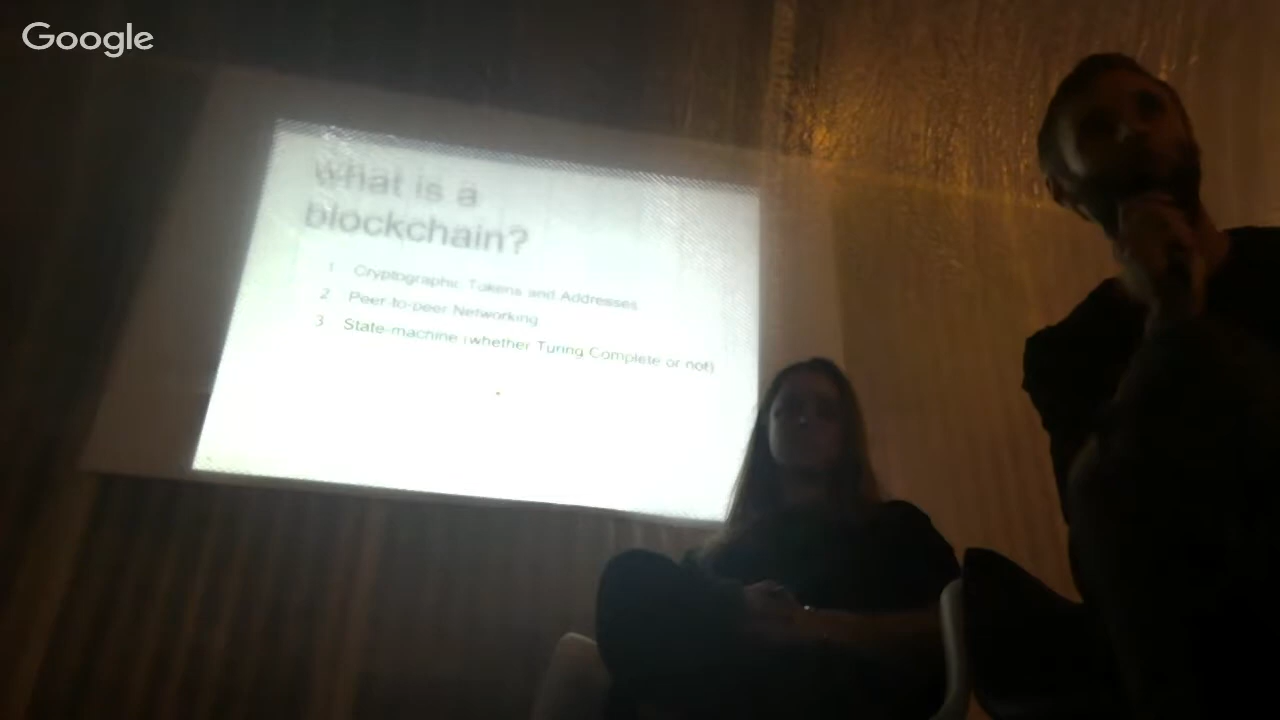 Google
What is a
blockchain?
1 Cryptographic Tokens and Addresses
2 Peer-to-peer Networking
3 State-machine (whether Turing Complete or not)